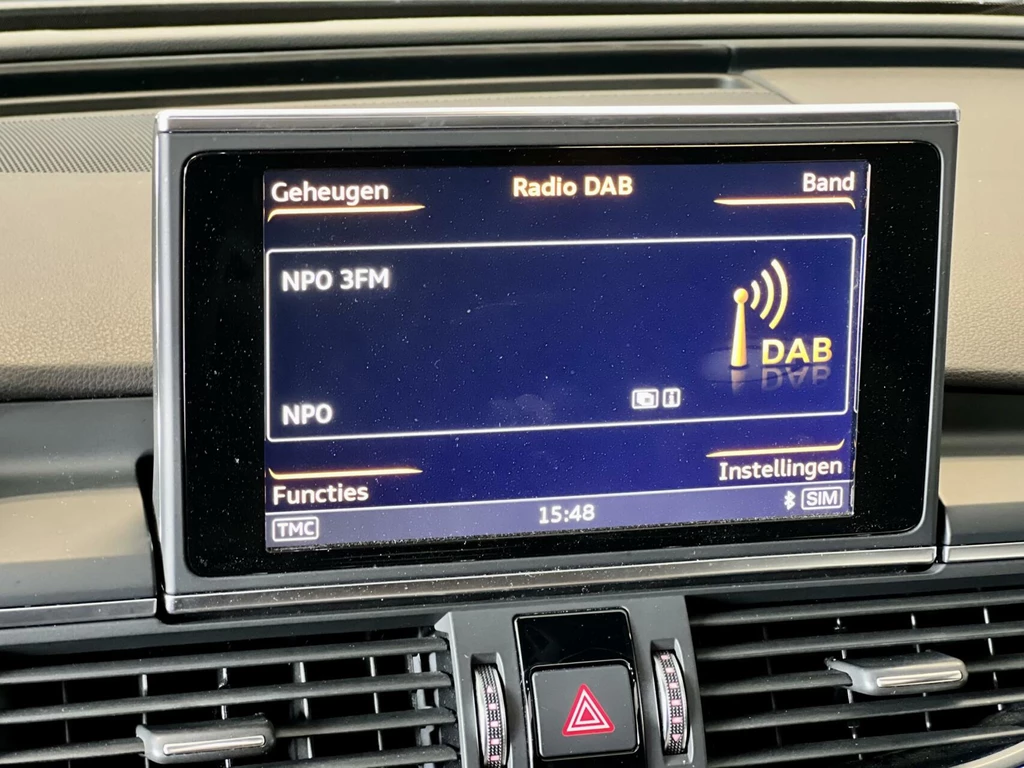 Geheugen Radio DAB Band
NPO 3FM
DAB
NPO
Functies Instellingen
TMC 15:48 SIM